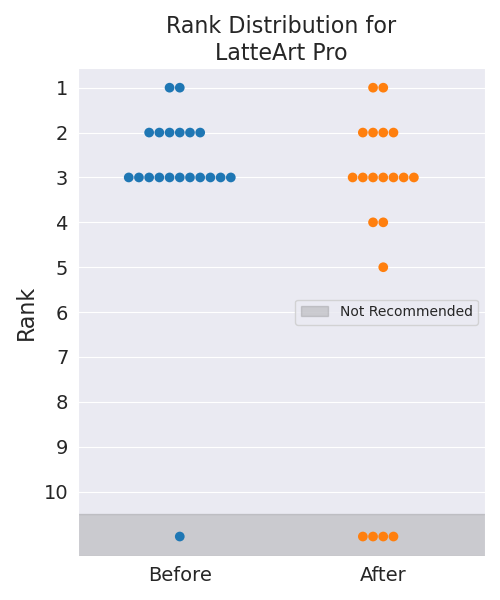 Rank Distribution for
LatteArt Pro
Rank
1
2
3
4
5
6
7
8
9
10
Not Recommended
Before
After